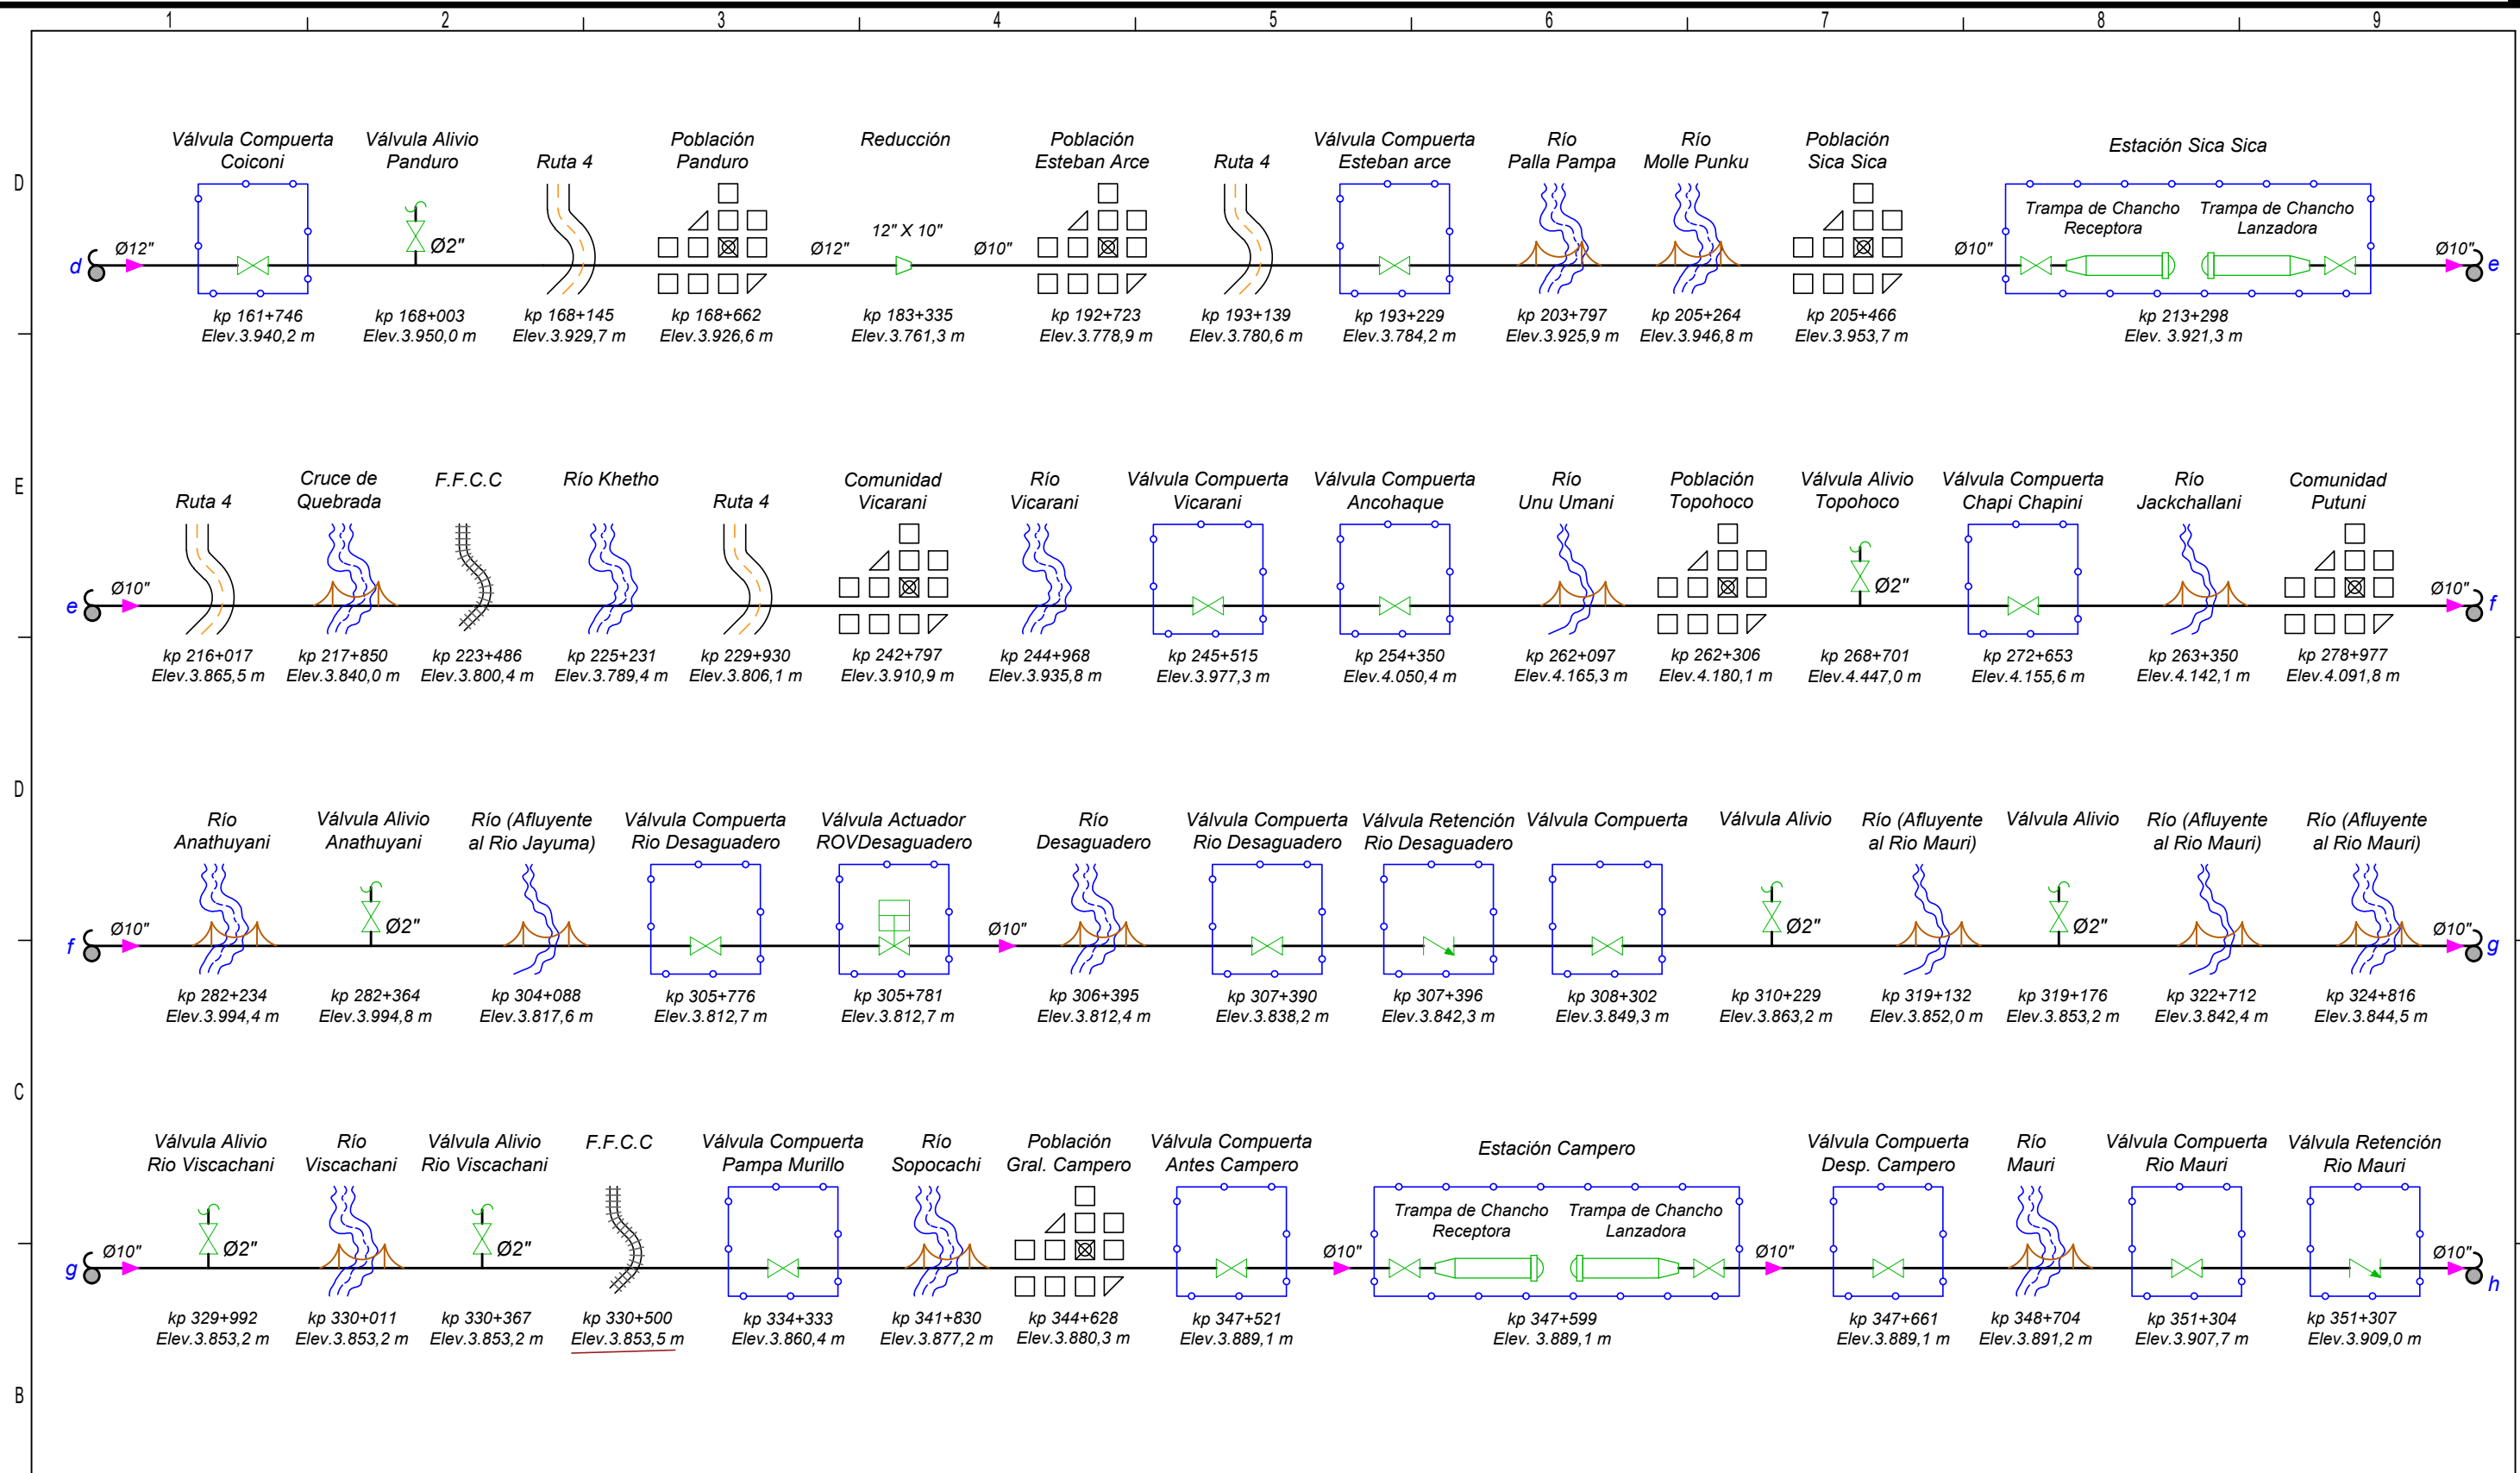 1 2 3 4 5 6 7 8 9
Válvula Compuerta
Coiconi
Válvula Alivio
Panduro
Ruta 4
Población
Panduro
Reducción
Población
Esteban Arce
Ruta 4
Válvula Compuerta
Esteban arce
Río
Palla Pampa
Río
Molle Punku
Población
Sica Sica
Estación Sica Sica
D
Trampa de Chancho
Receptora
Trampa de Chancho
Lanzadora
d
Ø12"
Ø2"
Ø12"
12" X 10"
Ø10"
Ø10"
Ø10"
e
kp 161+746
Elev.3.940,2 m
kp 168+003
Elev.3.950,0 m
kp 168+145
Elev.3.929,7 m
kp 168+662
Elev.3.926,6 m
kp 183+335
Elev.3.761,3 m
kp 192+723
Elev.3.778,9 m
kp 193+139
Elev.3.780,6 m
kp 193+229
Elev.3.784,2 m
kp 203+797
Elev.3.925,9 m
kp 205+264
Elev.3.946,8 m
kp 205+466
Elev.3.953,7 m
kp 213+298
Elev. 3.921,3 m
E
Ruta 4
Cruce de
Quebrada
F.F.C.C
Río Khetho
Ruta 4
Comunidad
Vicarani
Río
Vicarani
Válvula Compuerta
Vicarani
Válvula Compuerta
Ancohaque
Río
Unu Umani
Población
Topohoco
Válvula Alivio
Topohoco
Válvula Compuerta
Chapi Chapini
Río
Jackchallani
Comunidad
Putuni
e
Ø10"
Ø2"
Ø10"
f
kp 216+017
Elev.3.865,5 m
kp 217+850
Elev.3.840,0 m
kp 223+486
Elev.3.800,4 m
kp 225+231
Elev.3.789,4 m
kp 229+930
Elev.3.806,1 m
kp 242+797
Elev.3.910,9 m
kp 244+968
Elev.3.935,8 m
kp 245+515
Elev.3.977,3 m
kp 254+350
Elev.4.050,4 m
kp 262+097
Elev.4.165,3 m
kp 262+306
Elev.4.180,1 m
kp 268+701
Elev.4.447,0 m
kp 272+653
Elev.4.155,6 m
kp 263+350
Elev.4.142,1 m
kp 278+977
Elev.4.091,8 m
D
Río
Anathuyani
Válvula Alivio
Anathuyani
Río (Afluyente
al Rio Jayuma)
Válvula Compuerta
Rio Desaguadero
Válvula Actuador
ROVDesaguadero
Río
Desaguadero
Válvula Compuerta
Rio Desaguadero
Válvula Retención
Rio Desaguadero
Válvula Compuerta
Válvula Alivio
Río (Afluyente
al Rio Mauri)
Válvula Alivio
Río (Afluyente
al Rio Mauri)
Río (Afluyente
al Rio Mauri)
f
Ø10"
Ø2"
Ø10"
Ø2"
Ø2"
Ø10"
g
kp 282+234
Elev.3.994,4 m
kp 282+364
Elev.3.994,8 m
kp 304+088
Elev.3.817,6 m
kp 305+776
Elev.3.812,7 m
kp 305+781
Elev.3.812,7 m
kp 306+395
Elev.3.812,4 m
kp 307+390
Elev.3.838,2 m
kp 307+396
Elev.3.842,3 m
kp 308+302
Elev.3.849,3 m
kp 310+229
Elev.3.863,2 m
kp 319+132
Elev.3.852,0 m
kp 319+176
Elev.3.853,2 m
kp 322+712
Elev.3.842,4 m
kp 324+816
Elev.3.844,5 m
C
Válvula Alivio
Rio Viscachani
Río
Viscachani
Válvula Alivio
Rio Viscachani
F.F.C.C
Válvula Compuerta
Pampa Murillo
Río
Sopocachi
Población
Gral. Campero
Válvula Compuerta
Antes Campero
Estación Campero
Válvula Compuerta
Desp. Campero
Río
Mauri
Válvula Compuerta
Rio Mauri
Válvula Retención
Rio Mauri
Trampa de Chancho
Receptora
Trampa de Chancho
Lanzadora
g
Ø10"
Ø2"
Ø2"
Ø10"
Ø10"
Ø10"
h
kp 329+992
Elev.3.853,2 m
kp 330+011
Elev.3.853,2 m
kp 330+367
Elev.3.853,2 m
kp 330+500
Elev.3.853,5 m
kp 334+333
Elev.3.860,4 m
kp 341+830
Elev.3.877,2 m
kp 344+628
Elev.3.880,3 m
kp 347+521
Elev.3.889,1 m
kp 347+599
Elev. 3.889,1 m
kp 347+661
Elev.3.889,1 m
kp 348+704
Elev.3.891,2 m
kp 351+304
Elev.3.907,7 m
kp 351+307
Elev.3.909,0 m
B